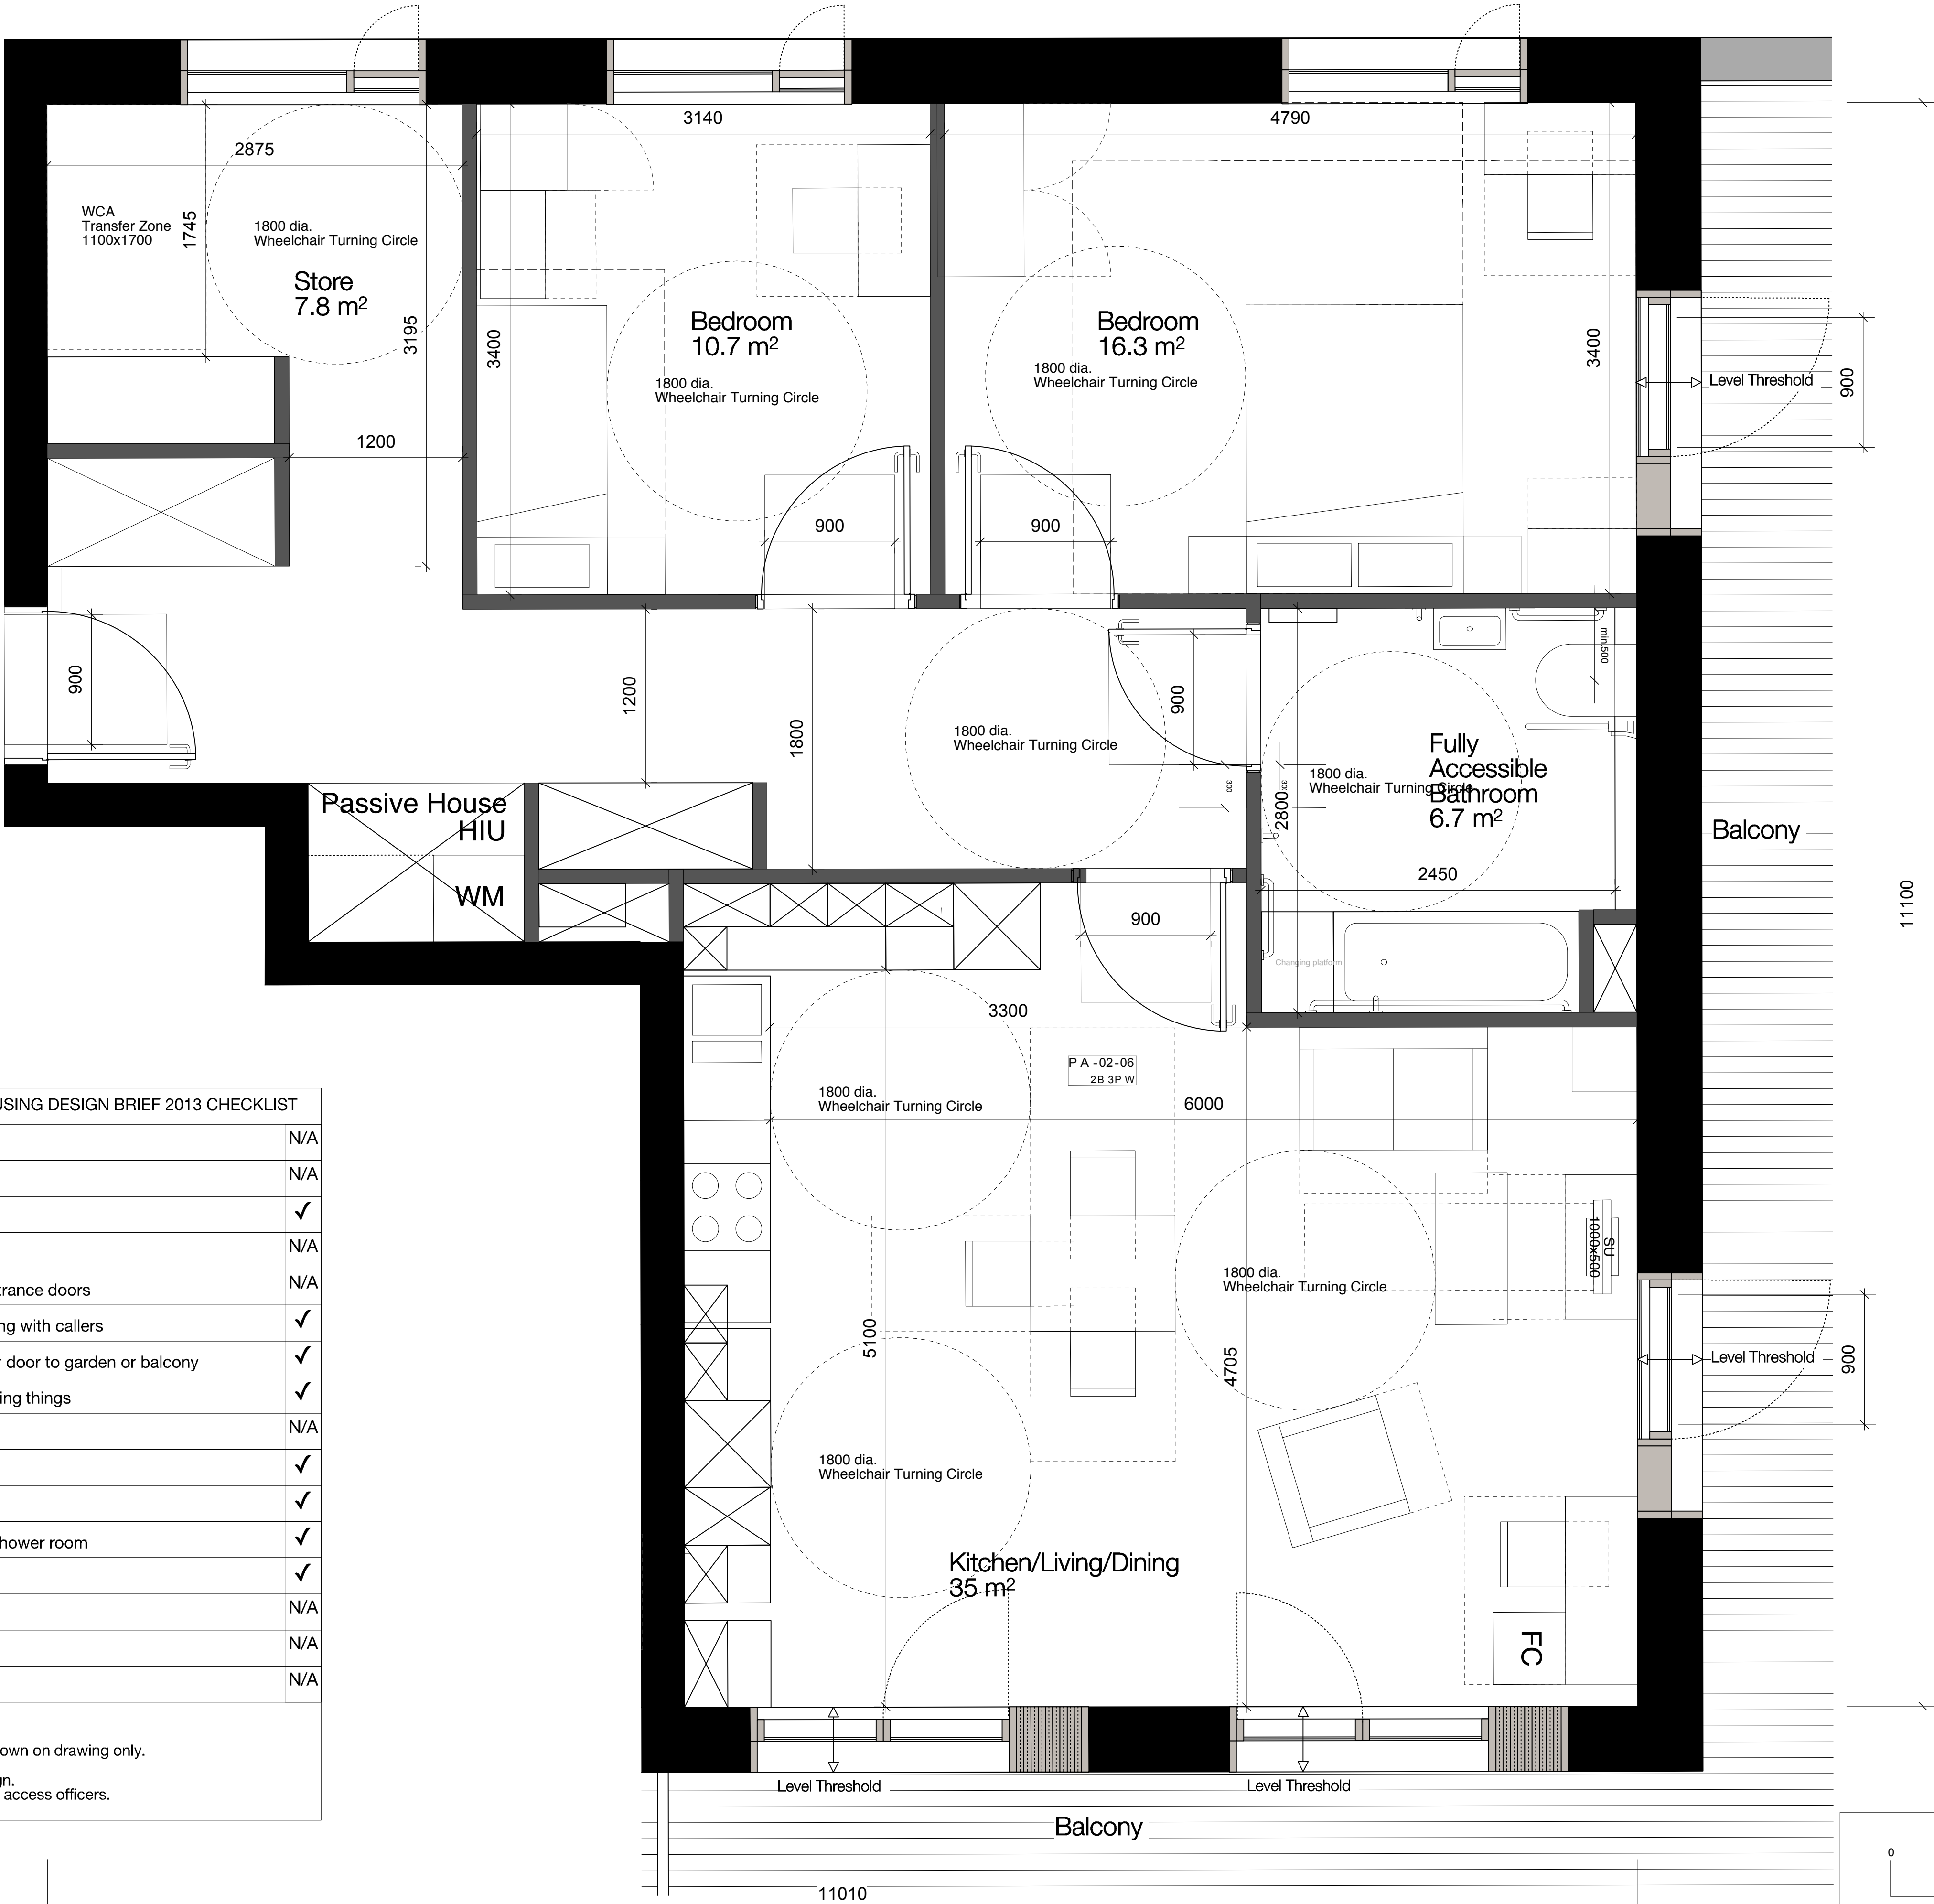 3140
4790
2875
WCA
Transfer Zone
1100x1700
1745
1800 dia.
Wheelchair Turning Circle
Store
7.8 m²
3195
3400
Bedroom
10.7 m²
1800 dia.
Wheelchair Turning Circle
Bedroom
16.3 m²
1800 dia.
Wheelchair Turning Circle
3400
Level Threshold
900
1200
900
900
900
1200
1800
1800 dia.
Wheelchair Turning Circle
900
300
300
min.500
Fully
Accessible
Bathroom
6.7 m²
1800 dia.
Wheelchair Turning Circle
2800
2450
Changing platform
Balcony
11100
Passive House
HIU
WM
900
3300
P A -02-06
2B 3P W
1800 dia.
Wheelchair Turning Circle
6000
1800 dia.
Wheelchair Turning Circle
SU
1000x500
5100
4705
Level Threshold
900
1800 dia.
Wheelchair Turning Circle
Kitchen/Living/Dining
35 m²
FC
Level Threshold
Level Threshold
Balcony
11010
0
USING DESIGN BRIEF 2013 CHECKLIST
N/A
N/A
✓
N/A
trance doors N/A
ng with callers ✓
y door to garden or balcony ✓
ing things ✓
N/A
✓
✓
hower room ✓
✓
N/A
N/A
N/A
own on drawing only.
gn.
access officers.